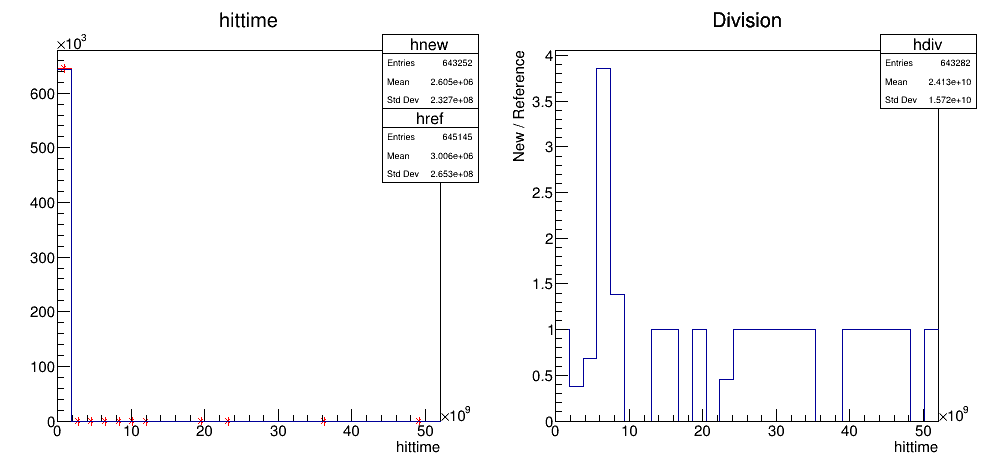 hittime
×10³
hnew
Entries 643252
Mean 2.605e+06
Std Dev 2.327e+08
href
Entries 645145
Mean 3.006e+06
Std Dev 2.653e+08
600
500
400
300
200
100
0
0 10 20 30 40 50
×10⁹
hittime
Division
hdiv
Entries 643282
Mean 2.413e+10
Std Dev 1.572e+10
New / Reference
4
3.5
3
2.5
2
1.5
1
0.5
0
0 10 20 30 40 50
×10⁹
hittime